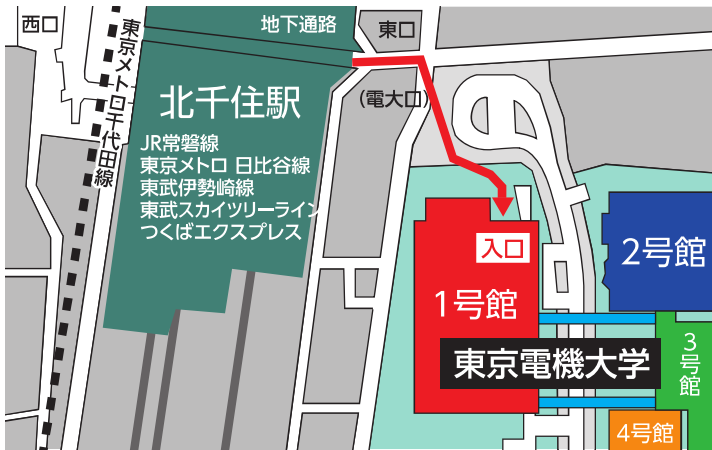 西口
地下通路
東口
(電大口)
東京メトロ千代田線
北千住駅
JR常磐線
東京メトロ 日比谷線
東武伊勢崎線
東武スカイツリーライン
つくばエクスプレス
入口
1号館
2号館
東京電機大学
3号館
4号館